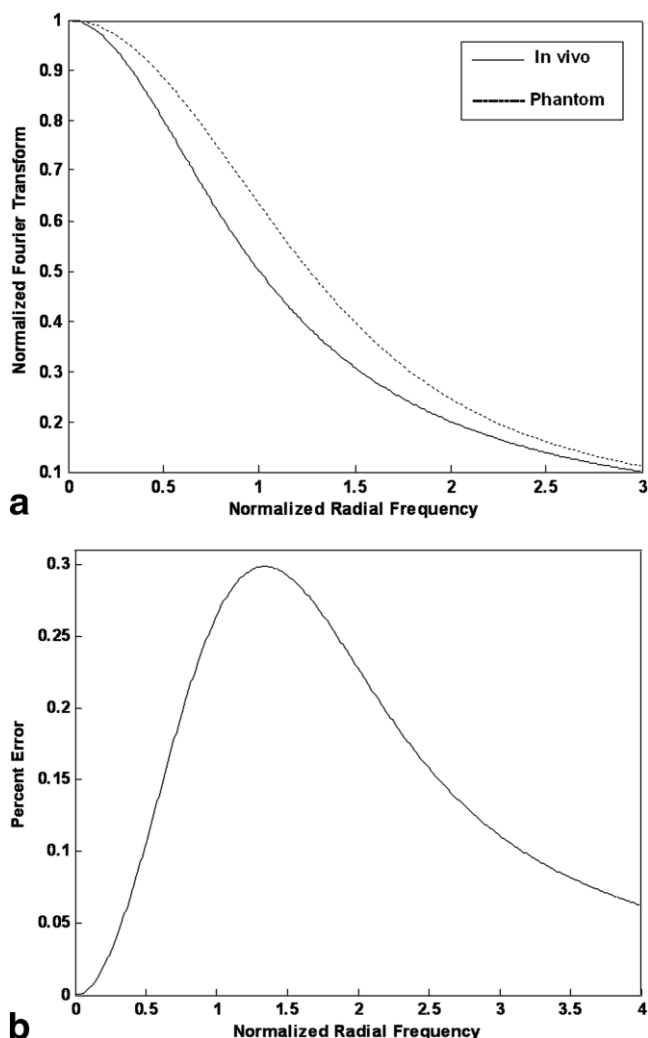 1
0.9
0.8
0.7
0.6
0.5
0.4
0.3
0.2
0.1
Normalized Fourier Transform
In vivo
Phantom
0 0.5 1 1.5 2 2.5 3
Normalized Radial Frequency
a
0.3
0.25
0.2
0.15
0.1
0.05
0
Percent Error
0 0.5 1 1.5 2 2.5 3 3.5 4
Normalized Radial Frequency
b